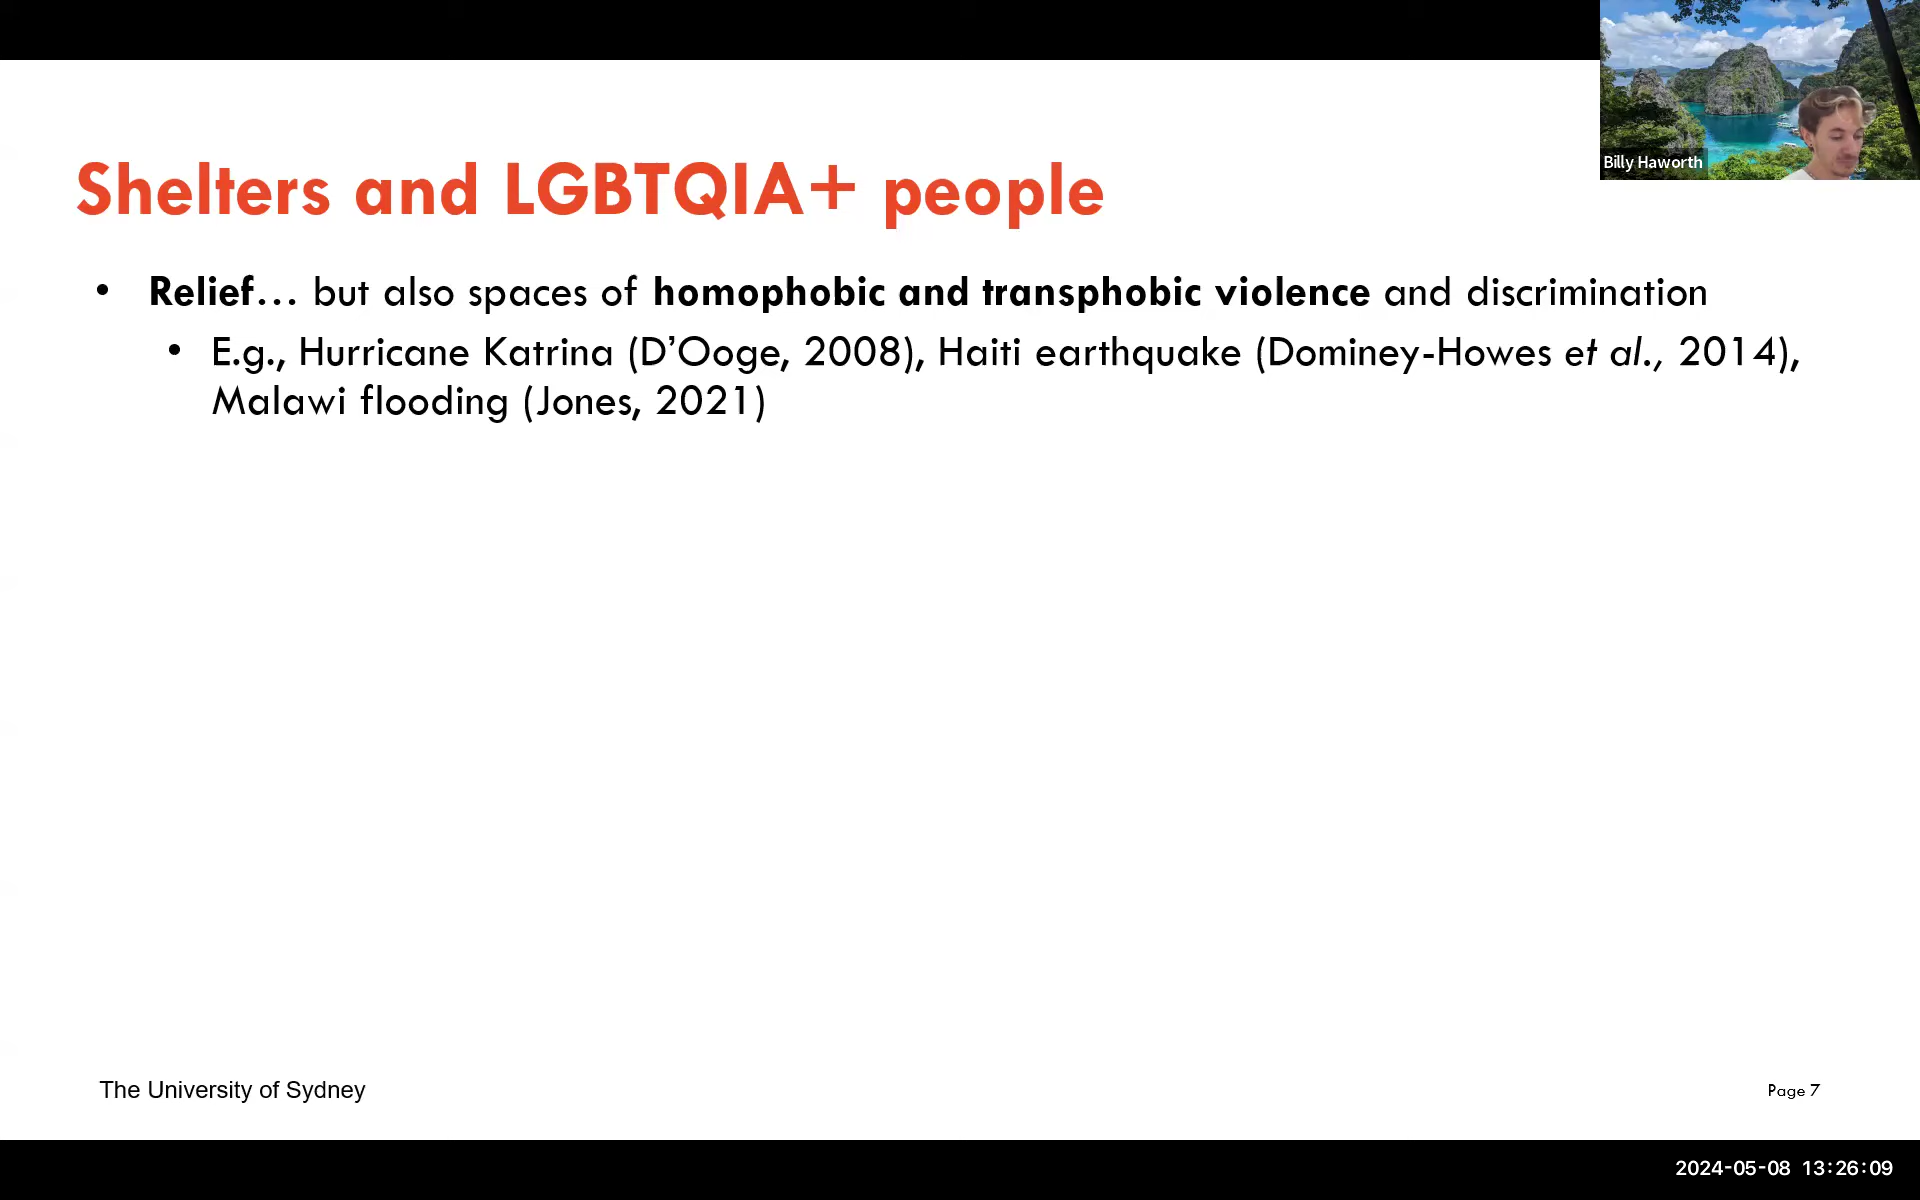 Billy Haworth
Shelters and LGBTQIA+ people
• Relief… but also spaces of homophobic and transphobic violence and discrimination
• E.g., Hurricane Katrina (D’Ooge, 2008), Haiti earthquake (Dominey-Howes et al., 2014),
Malawi flooding (Jones, 2021)
The University of Sydney
Page 7
2024-05-08 13:26:09